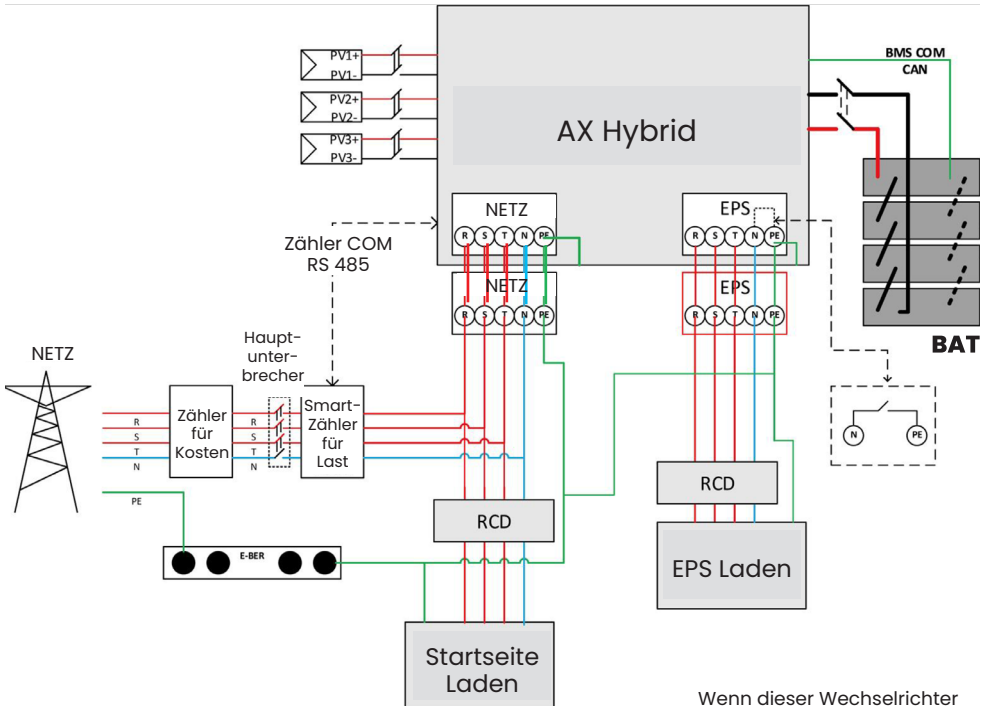 PV1+
PV1-
PV2+
PV2-
PV3+
PV3-
AX Hybrid
BMS COM
CAN
NETZ
R S T N PE
EPS
R S T N PE
Zähler COM
RS 485
NETZ
R S T N PE
EPS
R S T N PE
BAT
NETZ
Haupt-
unter-
brecher
Zähler
für
Kosten
Smart-
Zähler
für
Last
R
S
T
N
R
S
T
N
PE
N
PE
RCD
RCD
E-BER
EPS Laden
Startseite
Laden
Wenn dieser Wechselrichter